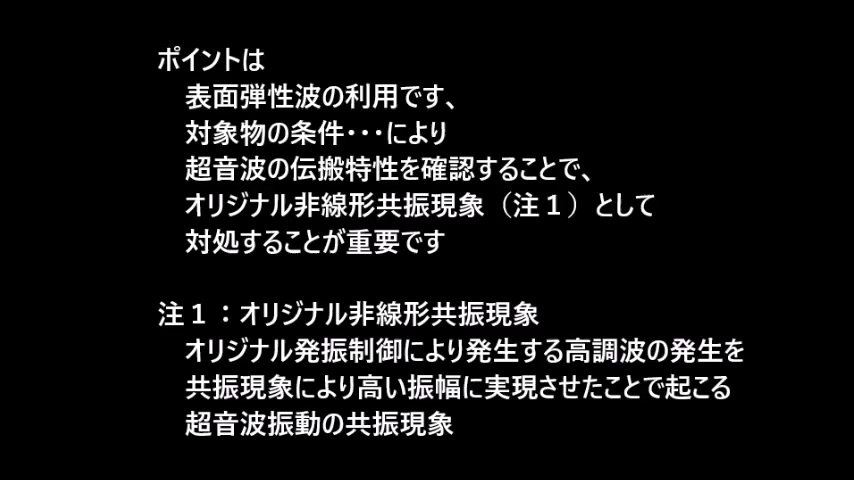 ポイントは
表面弾性波の利用です、
対象物の条件・・・により
超音波の伝搬特性を確認することで、
オリジナル非線形共振現象（注１）として
対処することが重要です
注１：オリジナル非線形共振現象
オリジナル発振制御により発生する高調波の発生を
共振現象により高い振幅に実現させたことで起こる
超音波振動の共振現象